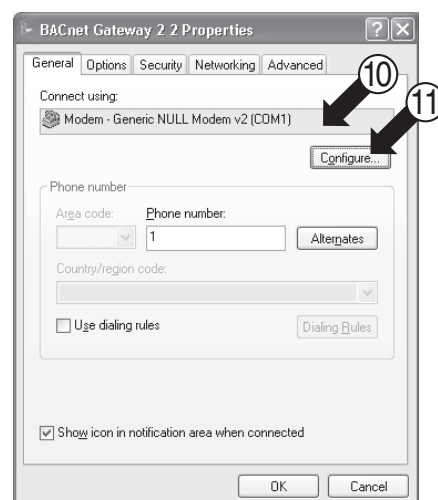 BACnet Gateway 2 2 Properties
General Options Security Networking Advanced
⑩
Connect using:
Modem - Generic NULL Modem v2 (COM1)
⑪
Configure...
Phone number
Area code: Phone number:
1 Alternates
Country/region code:
Use dialing rules Dialing Rules
Show icon in notification area when connected
OK Cancel